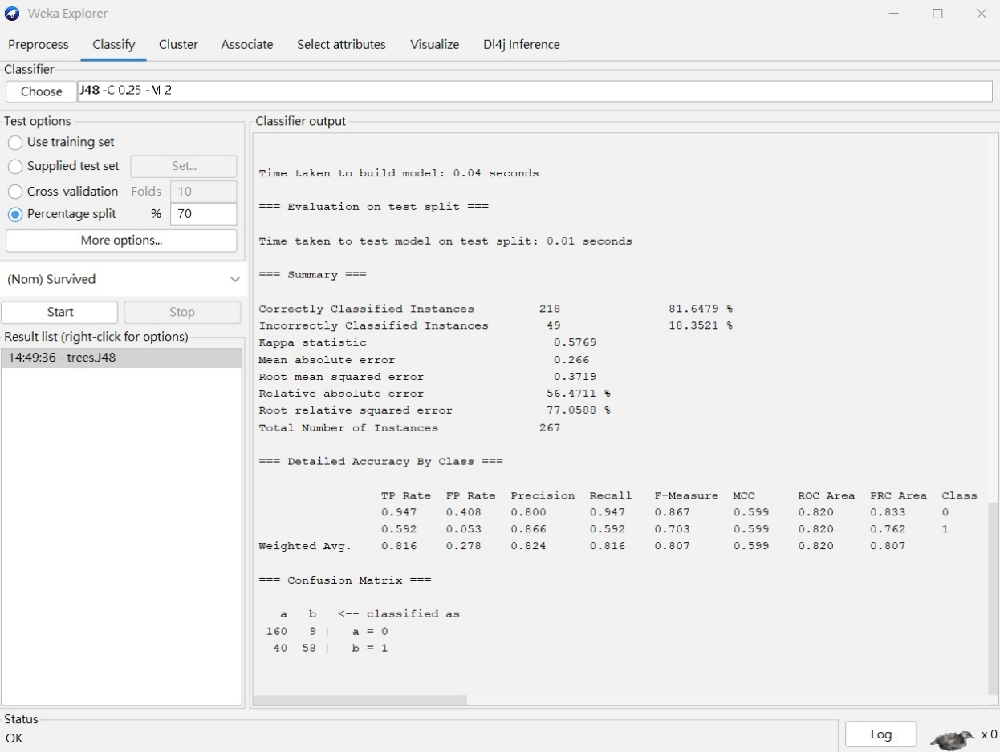 Weka Explorer
Preprocess Classify Cluster Associate Select attributes Visualize Dl4j Inference
Classifier
Choose J48 -C 0.25 -M 2
Test options
Use training set
Supplied test set Set...
Cross-validation Folds 10
Percentage split % 70
More options...
(Nom) Survived
Start Stop
Result list (right-click for options)
14:49:36 - trees.J48
Classifier output
Time taken to build model: 0.04 seconds
=== Evaluation on test split ===
Time taken to test model on test split: 0.01 seconds
=== Summary ===
Correctly Classified Instances 218 81.6479 %
Incorrectly Classified Instances 49 18.3521 %
Kappa statistic 0.5769
Mean absolute error 0.266
Root mean squared error 0.3719
Relative absolute error 56.4711 %
Root relative squared error 77.0588 %
Total Number of Instances 267
=== Detailed Accuracy By Class ===
TP Rate FP Rate Precision Recall F-Measure MCC ROC Area PRC Area Class
0.947 0.408 0.800 0.947 0.867 0.599 0.820 0.833 0
0.592 0.053 0.866 0.592 0.703 0.599 0.820 0.762 1
Weighted Avg. 0.816 0.278 0.824 0.816 0.807 0.599 0.820 0.807
=== Confusion Matrix ===
a b <-- classified as
160 9 | a = 0
40 58 | b = 1
Status
OK
Log x 0